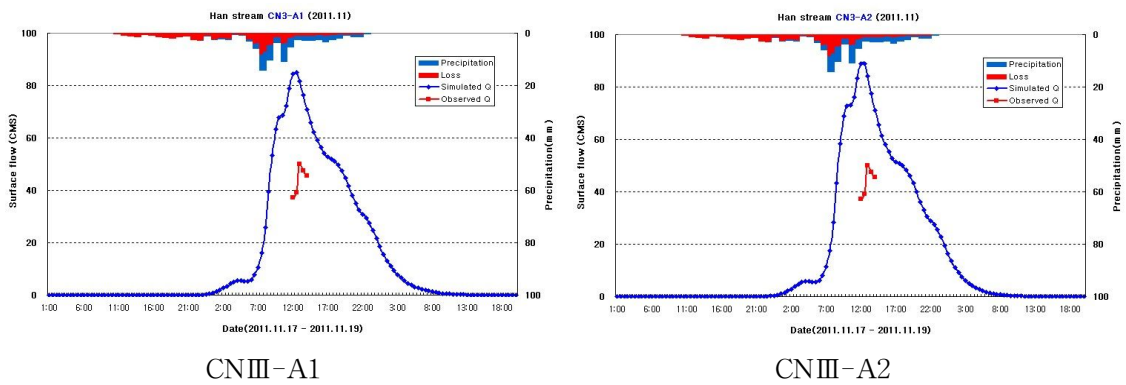 Han stream CN3-A1 (2011.11)
100
80
60
40
20
0
Surface flow (CMS)
0
20
40
60
80
100
Precipitation(mm)
Precipitation
Loss
Simulated Q
Observed Q
1:00 6:00 11:00 16:00 21:00 2:00 7:00 12:00 17:00 22:00 3:00 8:00 13:00 18:00
Date(2011.11.17 - 2011.11.19)
CNⅢ-A1
Han stream CN3-A2 (2011.11)
100
80
60
40
20
0
Surface flow (CMS)
0
20
40
60
80
100
Precipitation(mm)
Precipitation
Loss
Simulated Q
Observed Q
1:00 6:00 11:00 16:00 21:00 2:00 7:00 12:00 17:00 22:00 3:00 8:00 13:00 18:00
Date(2011.11.17 - 2011.11.19)
CNⅢ-A2